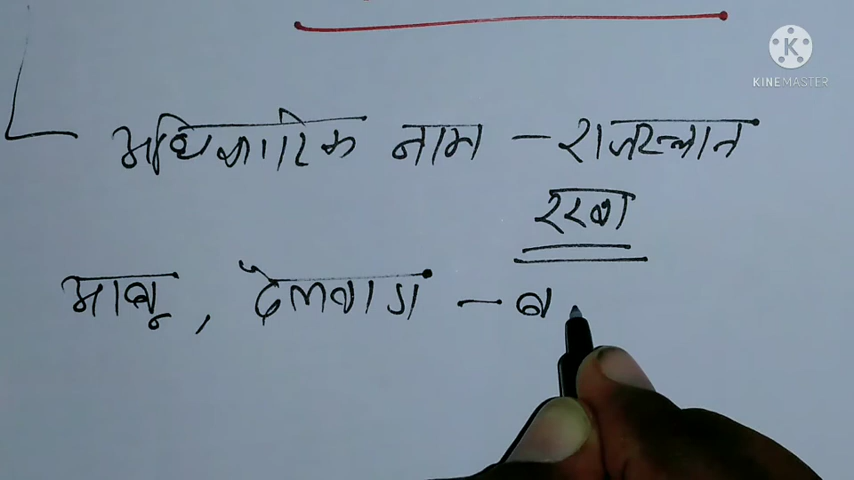 KINEMASTER
अधिकारिक नाम - राजस्थान
रखा
आबू, देलवाडा - ब